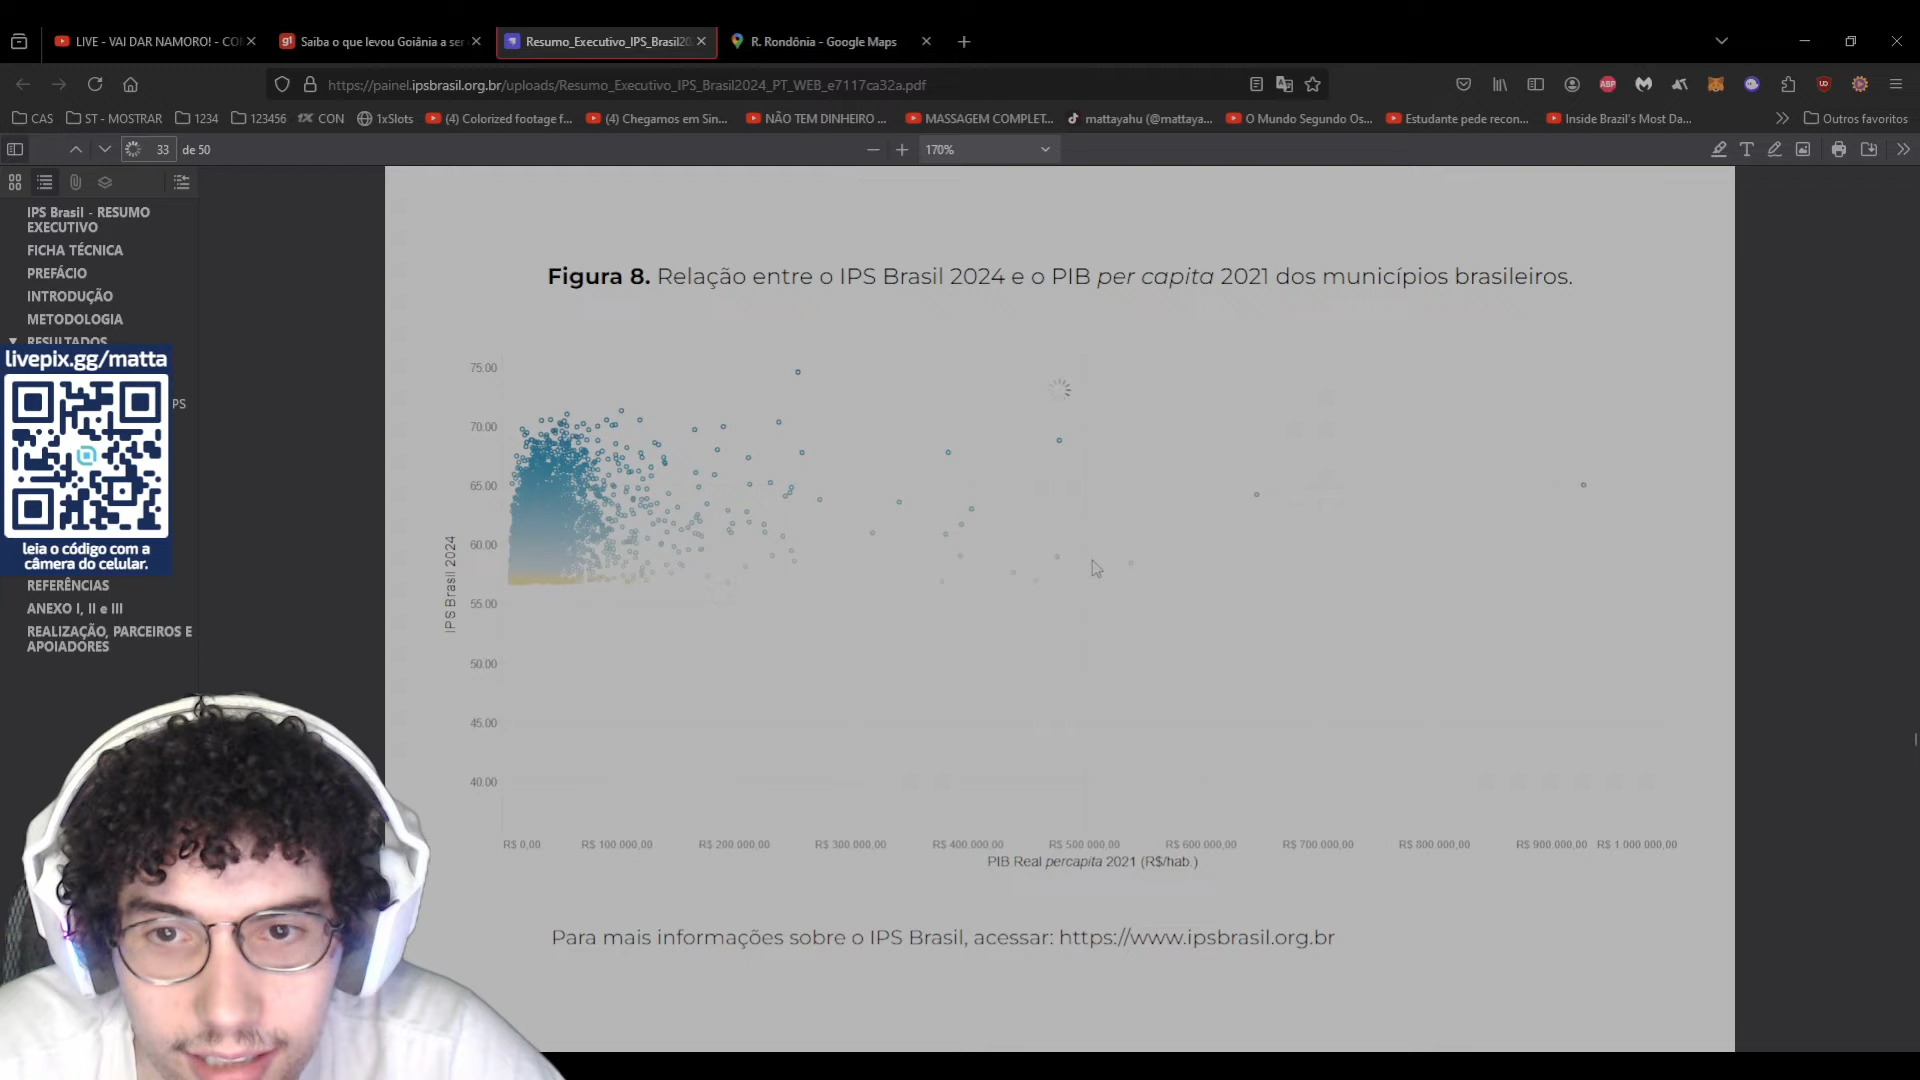 LIVE - VAI DAR NAMORO! - CO
Saiba o que levou Goiânia a ser
Resumo_Executivo_IPS_Brasil20
R. Rondônia - Google Maps
https://painel.ipsbrasil.org.br/uploads/Resumo_Executivo_IPS_Brasil2024_PT_WEB_e7117ca32a.pdf
CAS
ST - MOSTRAR
1234
123456
CON
1xSlots
(4) Colorized footage f...
(4) Chegamos em Sin...
NÃO TEM DINHEIRO ...
MASSAGEM COMPLET...
mattayahu (@mattaya...
O Mundo Segundo Os...
Estudante pede recon...
Inside Brazil's Most Da...
Outros favoritos
33 de 50
170%
IPS Brasil - RESUMO
EXECUTIVO
FICHA TÉCNICA
PREFÁCIO
INTRODUÇÃO
METODOLOGIA
RESULTADOS
livepix.gg/matta
PS
leia o código com a
câmera do celular.
REFERÊNCIAS
ANEXO I, II e III
REALIZAÇÃO, PARCEIROS E
APOIADORES
Figura 8. Relação entre o IPS Brasil 2024 e o PIB per capita 2021 dos municípios brasileiros.
75.00
70.00
65.00
60.00
55.00
50.00
45.00
40.00
IPS Brasil 2024
R$ 0,00
R$ 100.000,00
R$ 200.000,00
R$ 300.000,00
R$ 400.000,00
R$ 500.000,00
R$ 600.000,00
R$ 700.000,00
R$ 800.000,00
R$ 900.000,00
R$ 1.000.000,00
PIB Real percapita 2021 (R$/hab.)
Para mais informações sobre o IPS Brasil, acessar: https://www.ipsbrasil.org.br